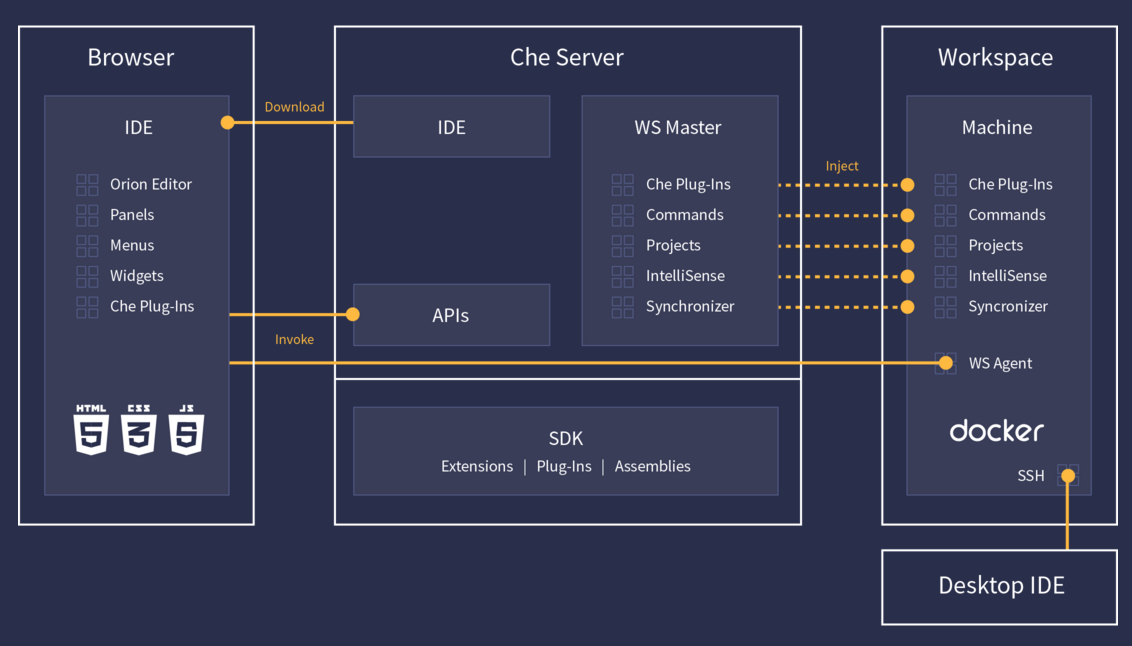 Browser
IDE
Orion Editor
Panels
Menus
Widgets
Che Plug-Ins
HTML CSS JS
5 3 5
Download
Invoke
Che Server
IDE
APIs
WS Master
Che Plug-Ins
Commands
Projects
IntelliSense
Synchronizer
SDK
Extensions | Plug-Ins | Assemblies
Inject
Workspace
Machine
Che Plug-Ins
Commands
Projects
IntelliSense
Syncronizer
WS Agent
docker
SSH
Desktop IDE